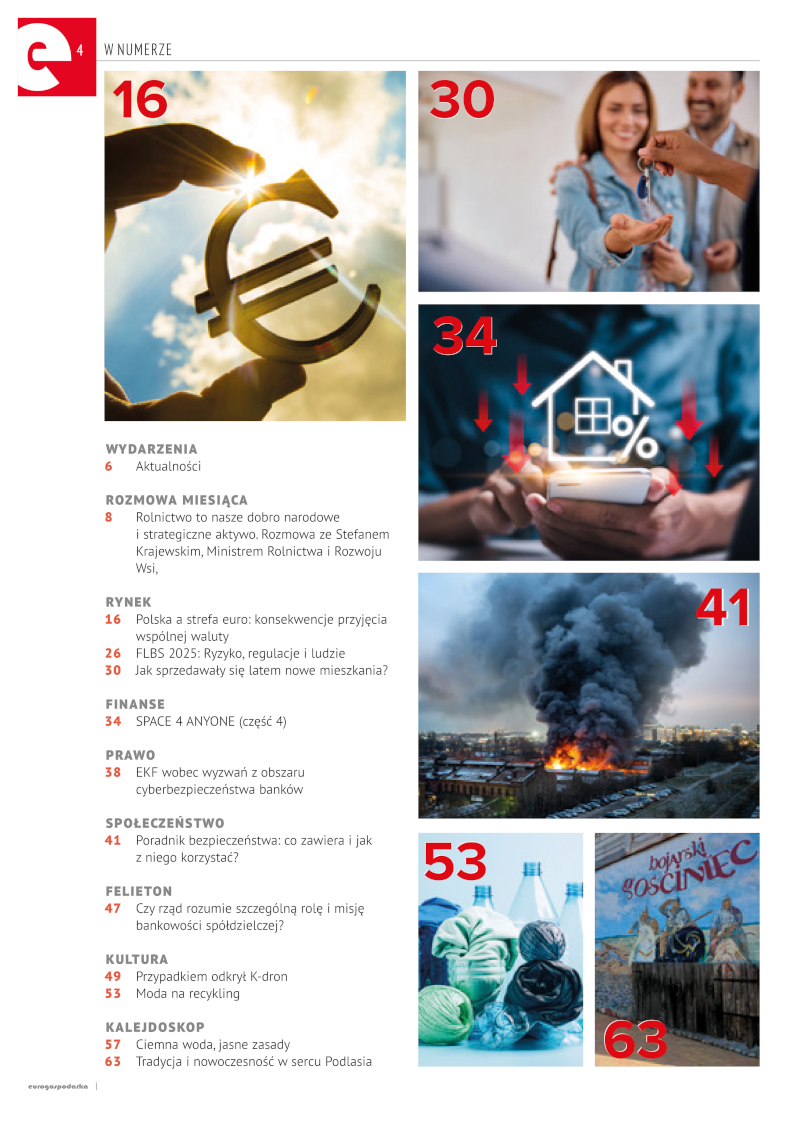 4
W NUMERZE
16
30
34
41
53
bojarski
GOŚCINIEC
63
WYDARZENIA
6 Aktualności
ROZMOWA MIESIĄCA
8 Rolnictwo to nasze dobro narodowe
i strategiczne aktywo. Rozmowa ze Stefanem
Krajewskim, Ministrem Rolnictwa i Rozwoju
Wsi,
RYNEK
16 Polska a strefa euro: konsekwencje przyjęcia
wspólnej waluty
26 FLBS 2025: Ryzyko, regulacje i ludzie
30 Jak sprzedawały się latem nowe mieszkania?
FINANSE
34 SPACE 4 ANYONE (część 4)
PRAWO
38 EKF wobec wyzwań z obszaru
cyberbezpieczeństwa banków
SPOŁECZEŃSTWO
41 Poradnik bezpieczeństwa: co zawiera i jak
z niego korzystać?
FELIETON
47 Czy rząd rozumie szczególną rolę i misję
bankowości spółdzielczej?
KULTURA
49 Przypadkiem odkrył K-dron
53 Moda na recykling
KALEJDOSKOP
57 Ciemna woda, jasne zasady
63 Tradycja i nowoczesność w sercu Podlasia
eurogospodarka |